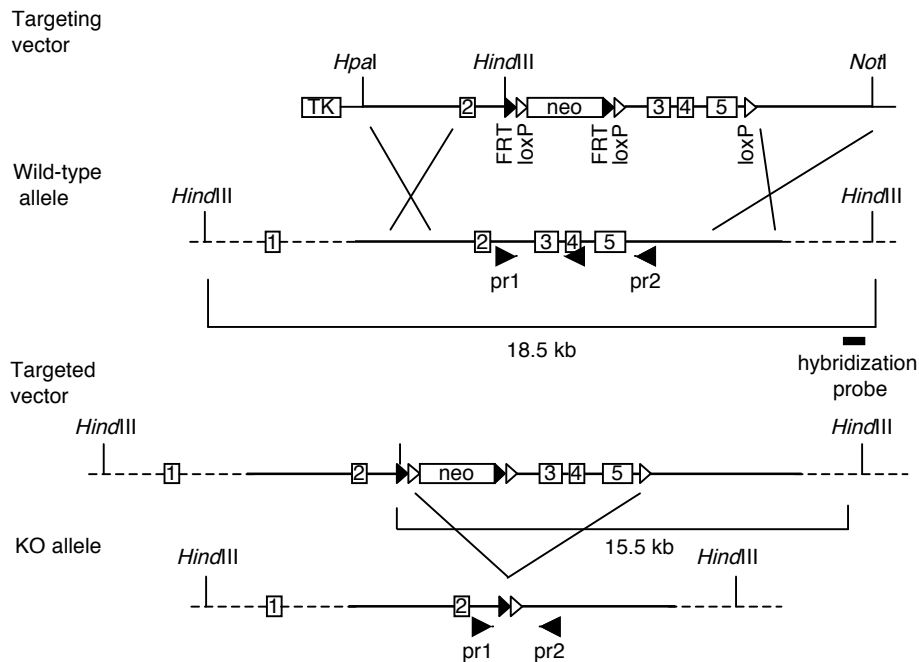 Targeting
vector
HpaI
HindIII
NotI
TK
2
neo
3
4
5
FRT
loxP
FRT
loxP
loxP
Wild-type
allele
HindIII
HindIII
1
2
3
4
5
pr1
pr2
18.5 kb
hybridization
probe
Targeted
vector
HindIII
HindIII
1
2
neo
3
4
5
15.5 kb
KO allele
HindIII
HindIII
1
2
pr1
pr2